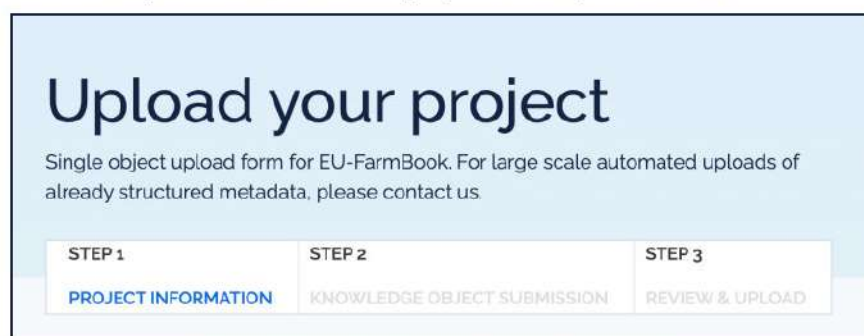 Upload your project
Single object upload form for EU-FarmBook. For large scale automated uploads of
already structured metadata, please contact us.
STEP 1
STEP 2
STEP 3
PROJECT INFORMATION
KNOWLEDGE OBJECT SUBMISSION
REVIEW & UPLOAD